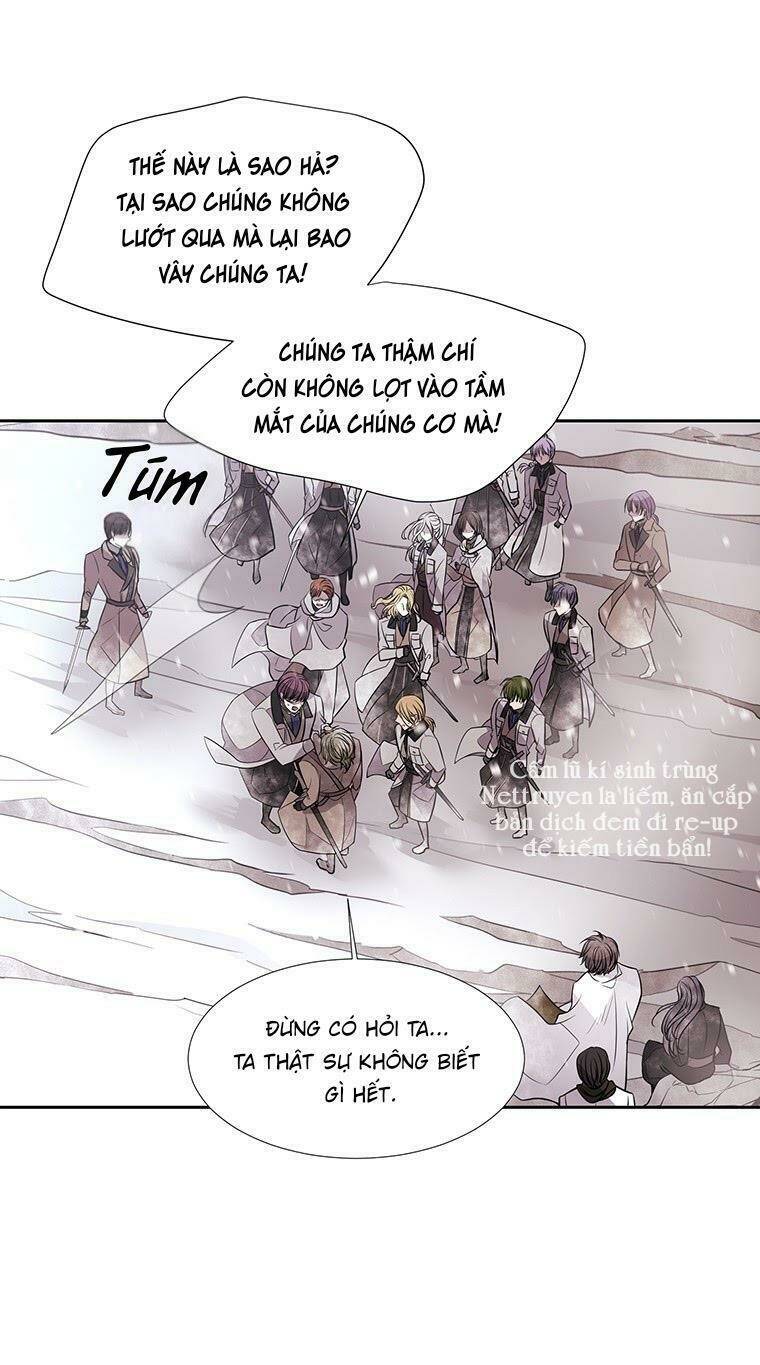 THẾ NÀY LÀ SAO HẢ?
TẠI SAO CHÚNG KHÔNG
LƯỚT QUA MÀ LẠI BAO
VÂY CHÚNG TA!
CHÚNG TA THẬM CHÍ
CÒN KHÔNG LỌT VÀO TẦM
MẮT CỦA CHÚNG CƠ MÀ!
Túm
Cấm lũ kí sinh trùng
Nettruyen la liếm, ăn cắp
bản dịch đem đi re-up
để kiếm tiền bẩn!
ĐỪNG CÓ HỎI TA...
TA THẬT SỰ KHÔNG BIẾT
GÌ HẾT.